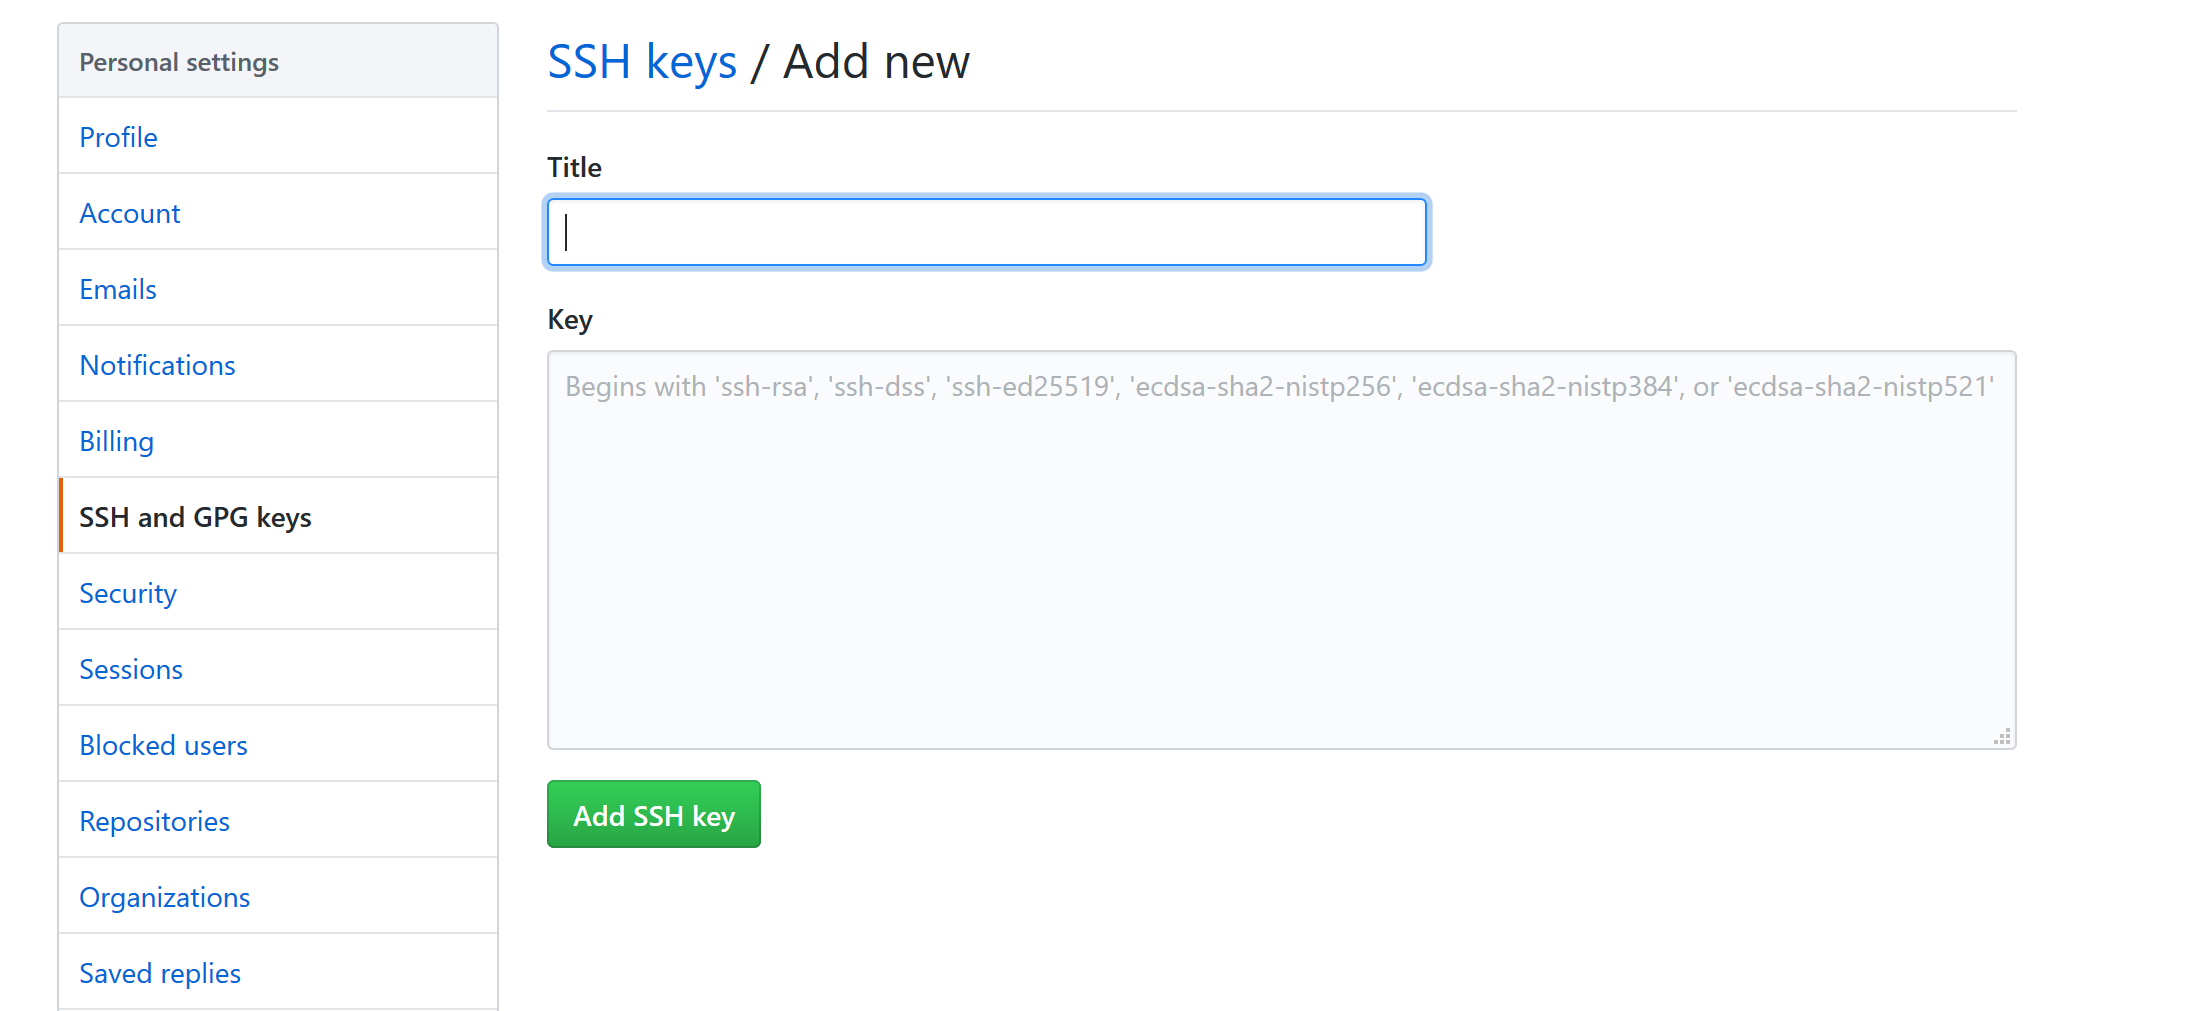 Personal settings
Profile
Account
Emails
Notifications
Billing
SSH and GPG keys
Security
Sessions
Blocked users
Repositories
Organizations
Saved replies
SSH keys / Add new
Title
Key
Begins with 'ssh-rsa', 'ssh-dss', 'ssh-ed25519', 'ecdsa-sha2-nistp256', 'ecdsa-sha2-nistp384', or 'ecdsa-sha2-nistp521'
Add SSH key